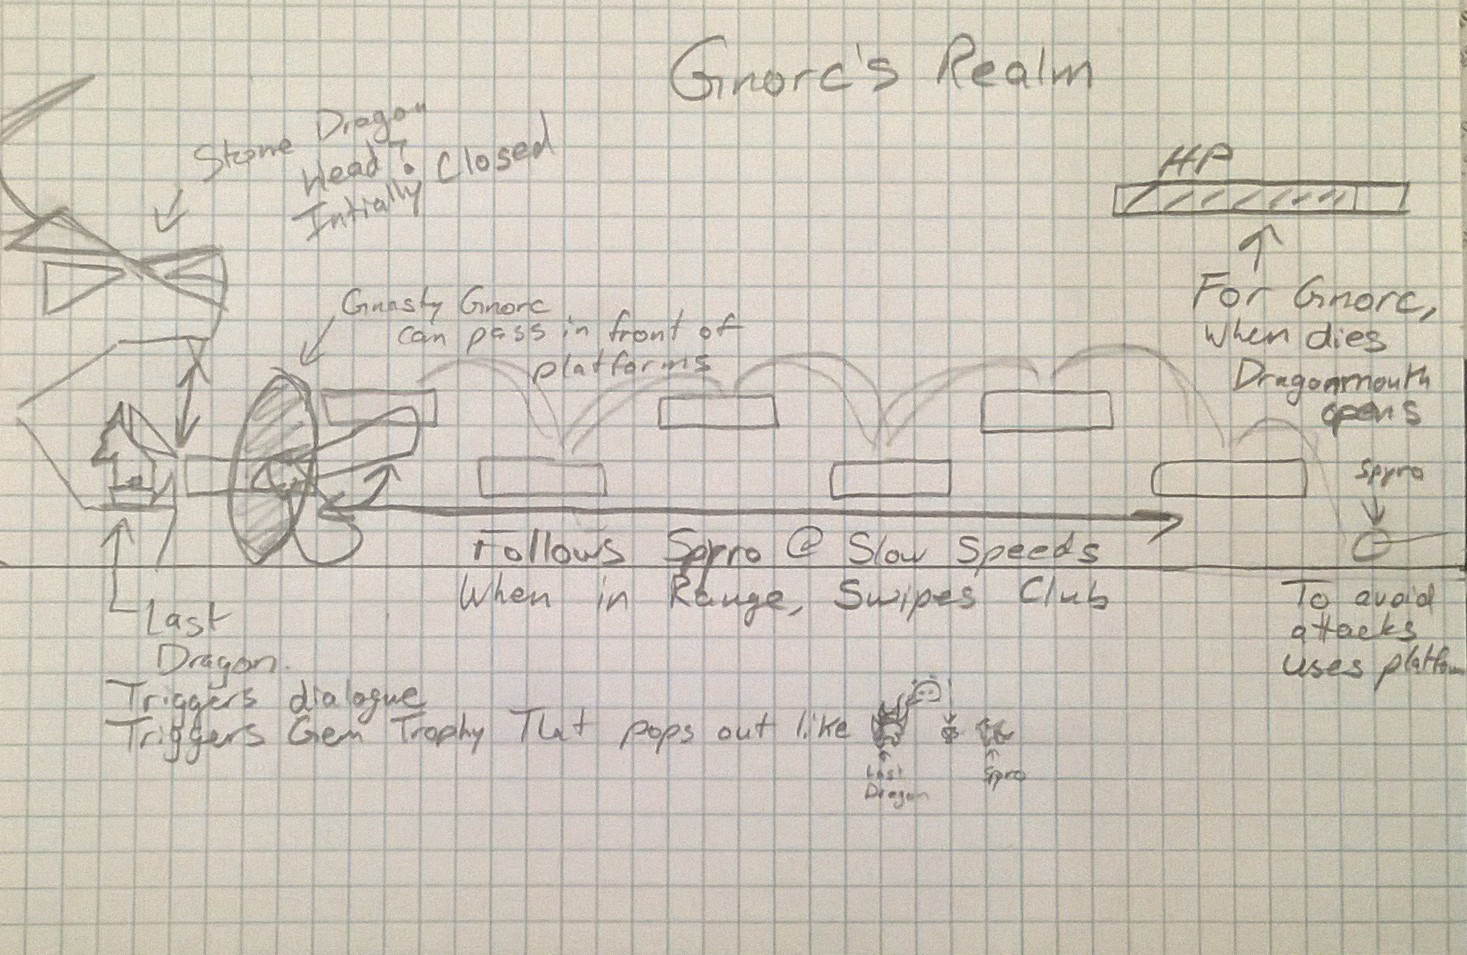 Gnorc's Realm
Stone Dragon
Head?
Intially Closed
HP
Gnasty Gnorc
can pass in front of
platforms
For Gnorc,
when dies
Dragonmouth
opens
Spyro
Follows Spyro @ Slow Speeds
When in Range, Swipes Club
To avoid
attacks
uses platform
Last
Dragon.
Triggers dialogue
Triggers Gem Trophy That pops out like
Last
Dragon
Spyro